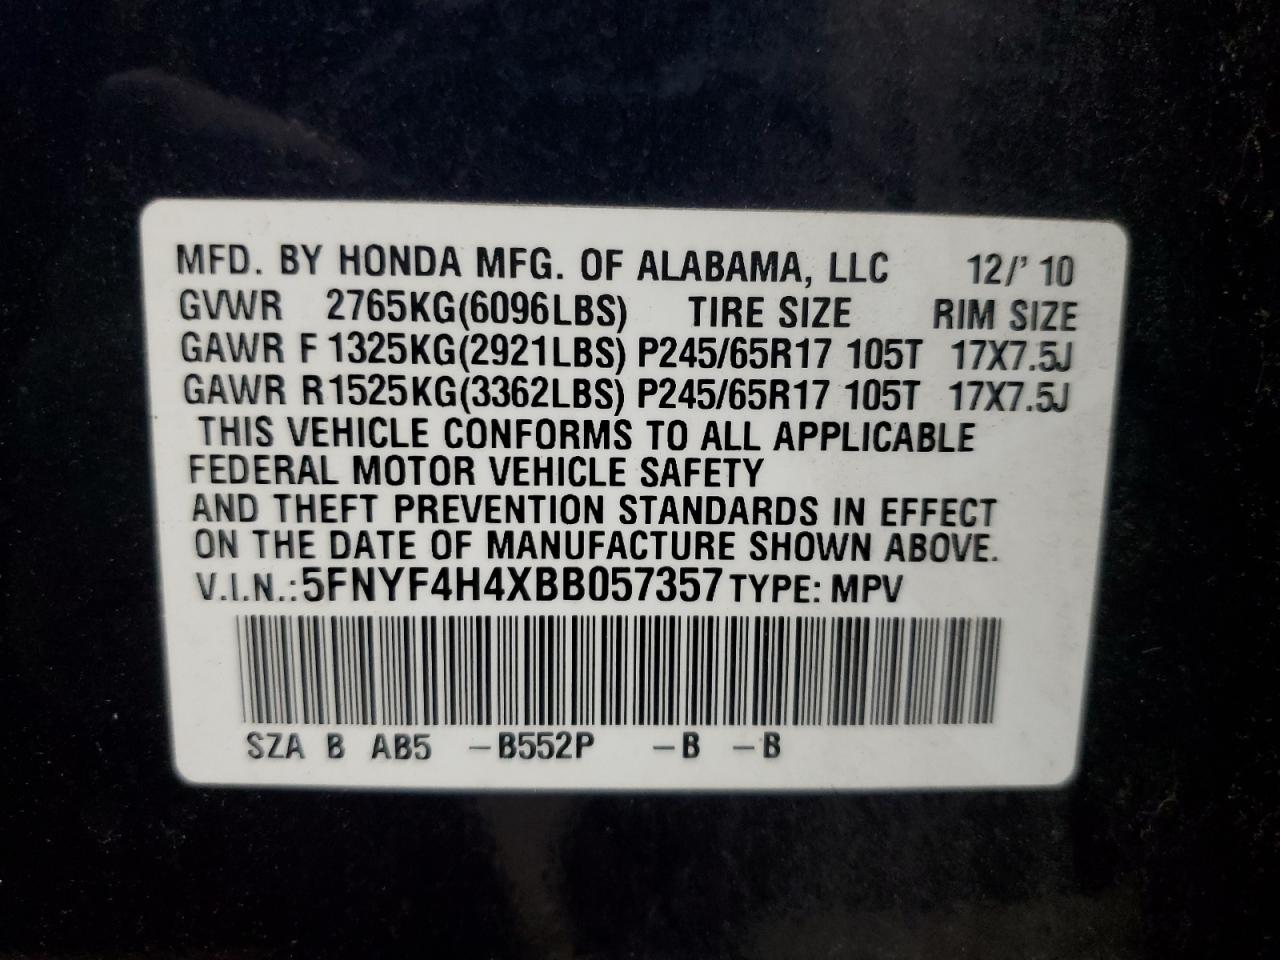 MFD. BY HONDA MFG. OF ALABAMA, LLC 12/' 10
GVWR 2765KG(6096LBS) TIRE SIZE RIM SIZE
GAWR F 1325KG(2921LBS) P245/65R17 105T 17X7.5J
GAWR R 1525KG(3362LBS) P245/65R17 105T 17X7.5J
THIS VEHICLE CONFORMS TO ALL APPLICABLE
FEDERAL MOTOR VEHICLE SAFETY
AND THEFT PREVENTION STANDARDS IN EFFECT
ON THE DATE OF MANUFACTURE SHOWN ABOVE.
V.I.N.: 5FNYF4H4XBB057357 TYPE: MPV
SZA B AB5 –B552P –B –B